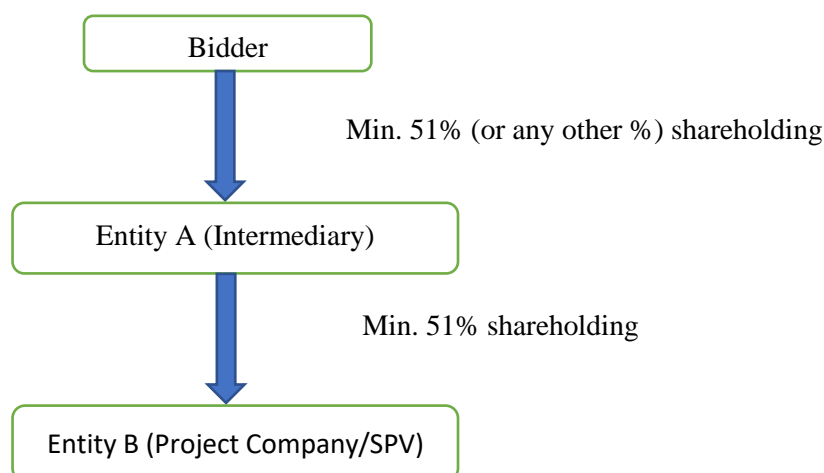 Bidder
Min. 51% (or any other %) shareholding
Entity A (Intermediary)
Min. 51% shareholding
Entity B (Project Company/SPV)